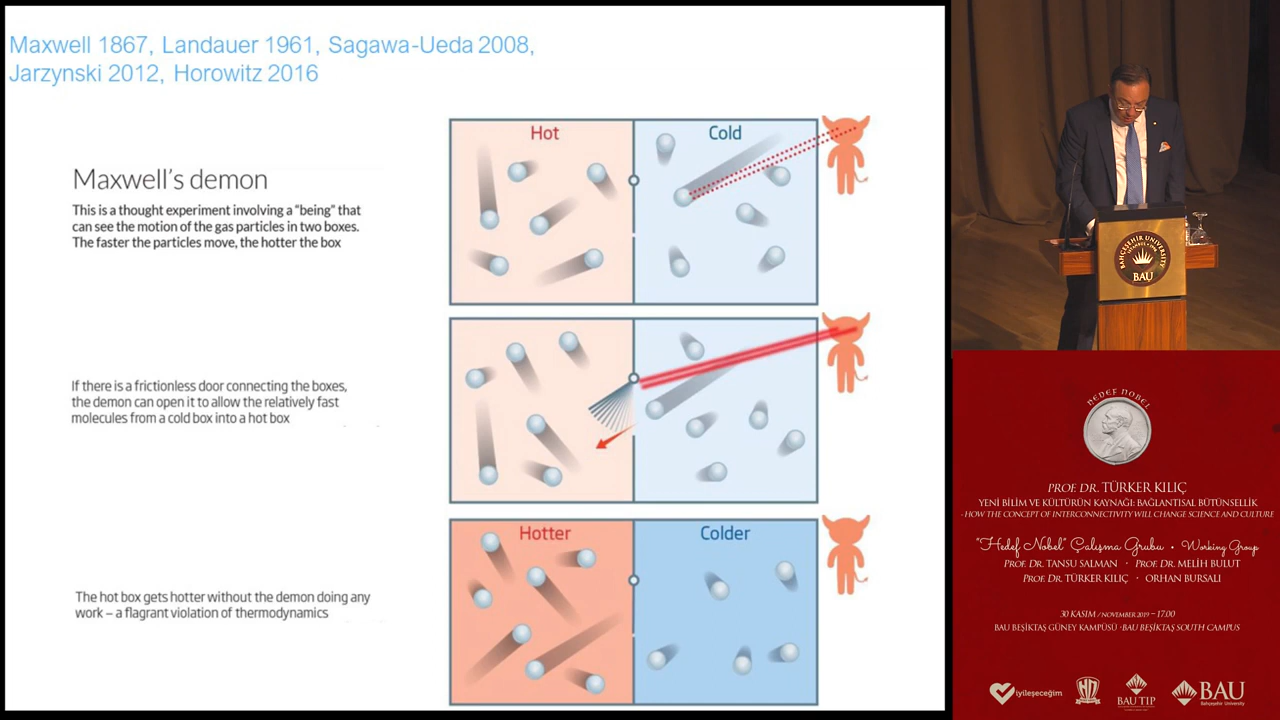 Maxwell 1867, Landauer 1961, Sagawa-Ueda 2008,
Jarzynski 2012, Horowitz 2016
Maxwell's demon
This is a thought experiment involving a "being" that
can see the motion of the gas particles in two boxes.
The faster the particles move, the hotter the box
Hot
Cold
If there is a frictionless door connecting the boxes,
the demon can open it to allow the relatively fast
molecules from a cold box into a hot box
Hotter
Colder
The hot box gets hotter without the demon doing any
work – a flagrant violation of thermodynamics
BAHÇEŞEHİR UNIVERSITY
BAU
HEDEF NOBEL
PROF. DR. TÜRKER KILIÇ
YENİ BİLİM VE KÜLTÜRÜN KAYNAĞI: BAĞLANTISAL BÜTÜNSELLİK
- HOW THE CONCEPT OF INTERCONNECTIVITY WILL CHANGE SCIENCE AND CULTURE
"Hedef Nobel" Çalışma Grubu • Working Group
PROF. DR. TANSU SALMAN · PROF. DR. MELİH BULUT
PROF. DR. TÜRKER KILIÇ · ORHAN BURSALI
30 KASIM / NOVEMBER 2019 – 17.00
BAU BEŞİKTAŞ GÜNEY KAMPÜSÜ · BAU BEŞİKTAŞ SOUTH CAMPUS
iyileşeceğim
BAU TIP
BAU
Bahçeşehir University